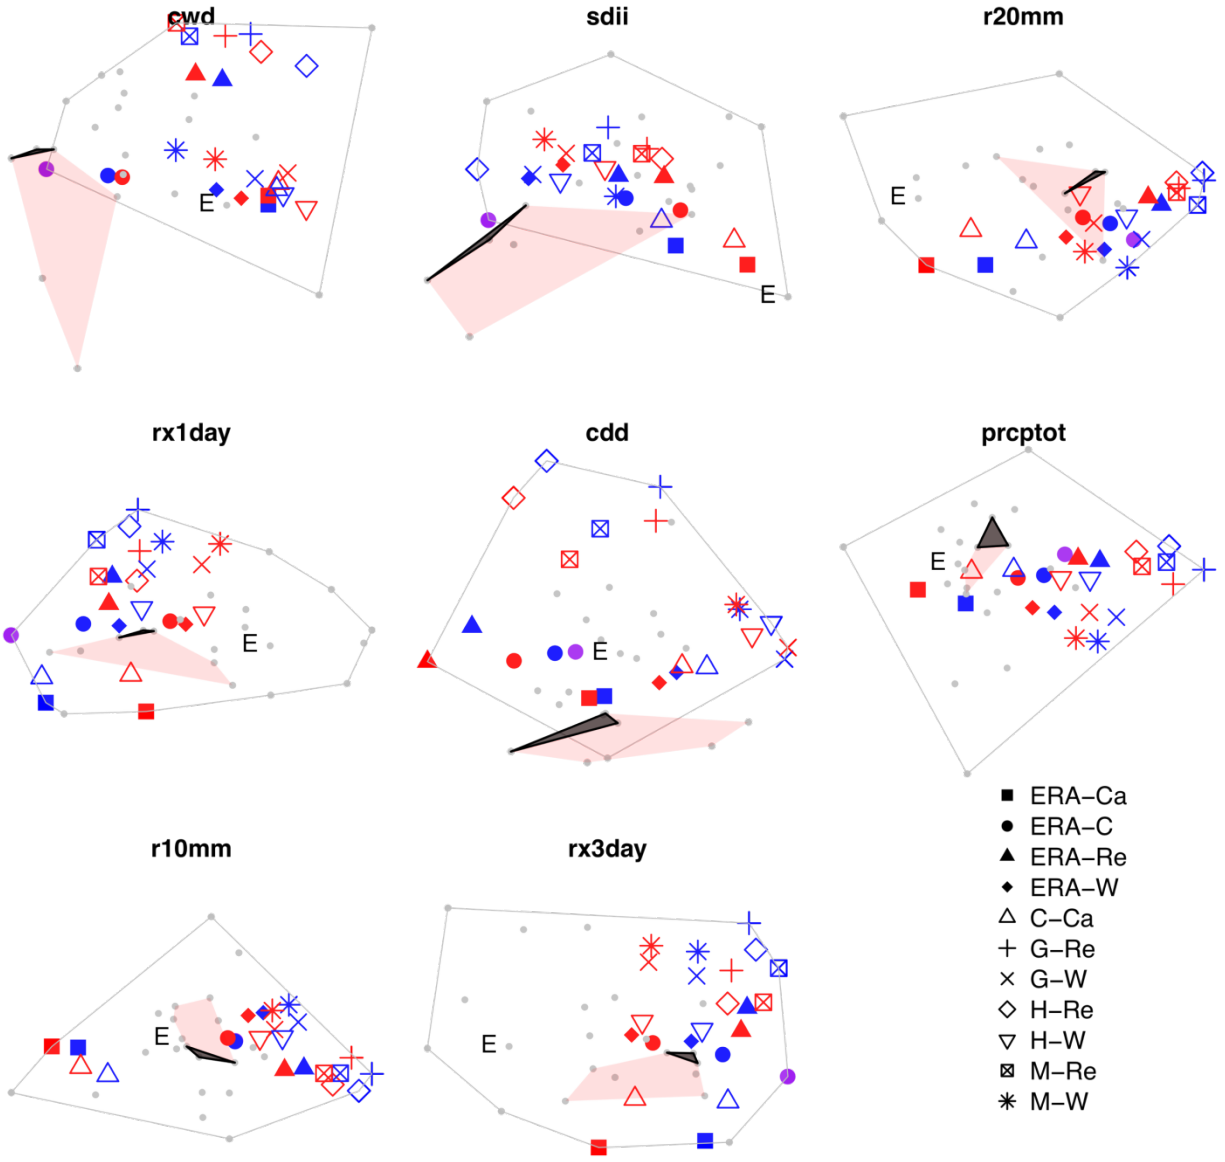 cwd
sdii
r20mm
E
E
E
rx1day
cdd
prcptot
E
E
E
ERA−Ca
ERA−C
ERA−Re
ERA−W
C−Ca
G−Re
G−W
H−Re
H−W
M−Re
M−W
r10mm
rx3day
E
E